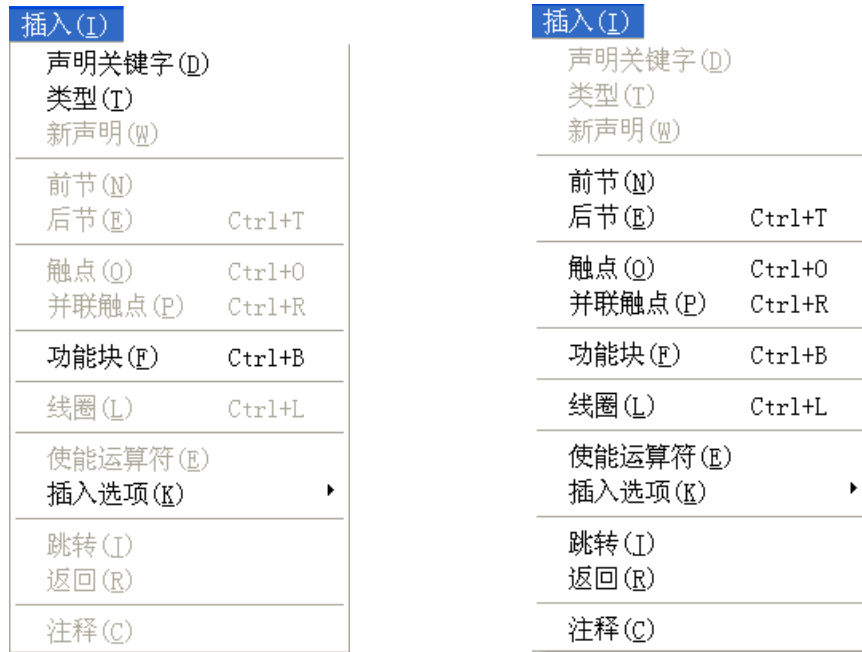 插入(I)
声明关键字(D)
类型(T)
新声明(W)
前节(N)
后节(E) Ctrl+T
触点(O) Ctrl+O
并联触点(P) Ctrl+R
功能块(F) Ctrl+B
线圈(L) Ctrl+L
使能运算符(E)
插入选项(K)
跳转(I)
返回(R)
注释(C)
插入(I)
声明关键字(D)
类型(T)
新声明(W)
前节(N)
后节(E) Ctrl+T
触点(O) Ctrl+O
并联触点(P) Ctrl+R
功能块(F) Ctrl+B
线圈(L) Ctrl+L
使能运算符(E)
插入选项(K)
跳转(I)
返回(R)
注释(C)